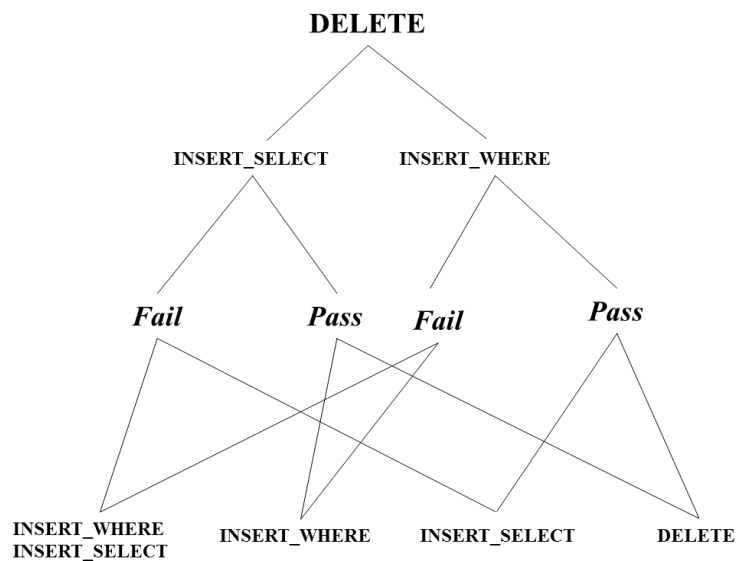 DELETE
INSERT_SELECT
INSERT_WHERE
Fail
Pass
Fail
Pass
INSERT_WHERE
INSERT_SELECT
INSERT_WHERE
INSERT_SELECT
DELETE